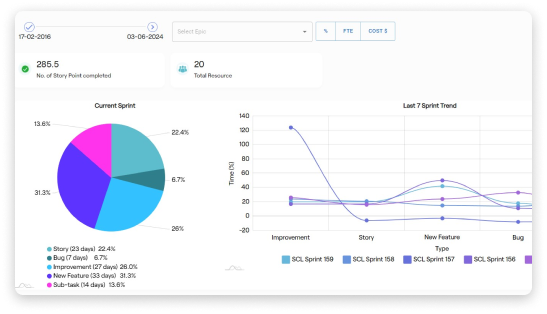 17-02-2016
03-06-2024
Select Epic
% FTE COST $
285.5
No. of Story Point completed
20
Total Resource
Current Sprint
13.6%
22.4%
6.7%
31.3%
26%
Story (23 days) 22.4%
Bug (7 days) 6.7%
Improvement (27 days) 26.0%
New Feature (33 days) 31.3%
Sub-task (14 days) 13.6%
Last 7 Sprint Trend
Time (%)
140
120
100
80
60
40
20
0
-20
Improvement Story New Feature Bug
Type
SCL Sprint 159 SCL Sprint 158 SCL Sprint 157 SCL Sprint 156